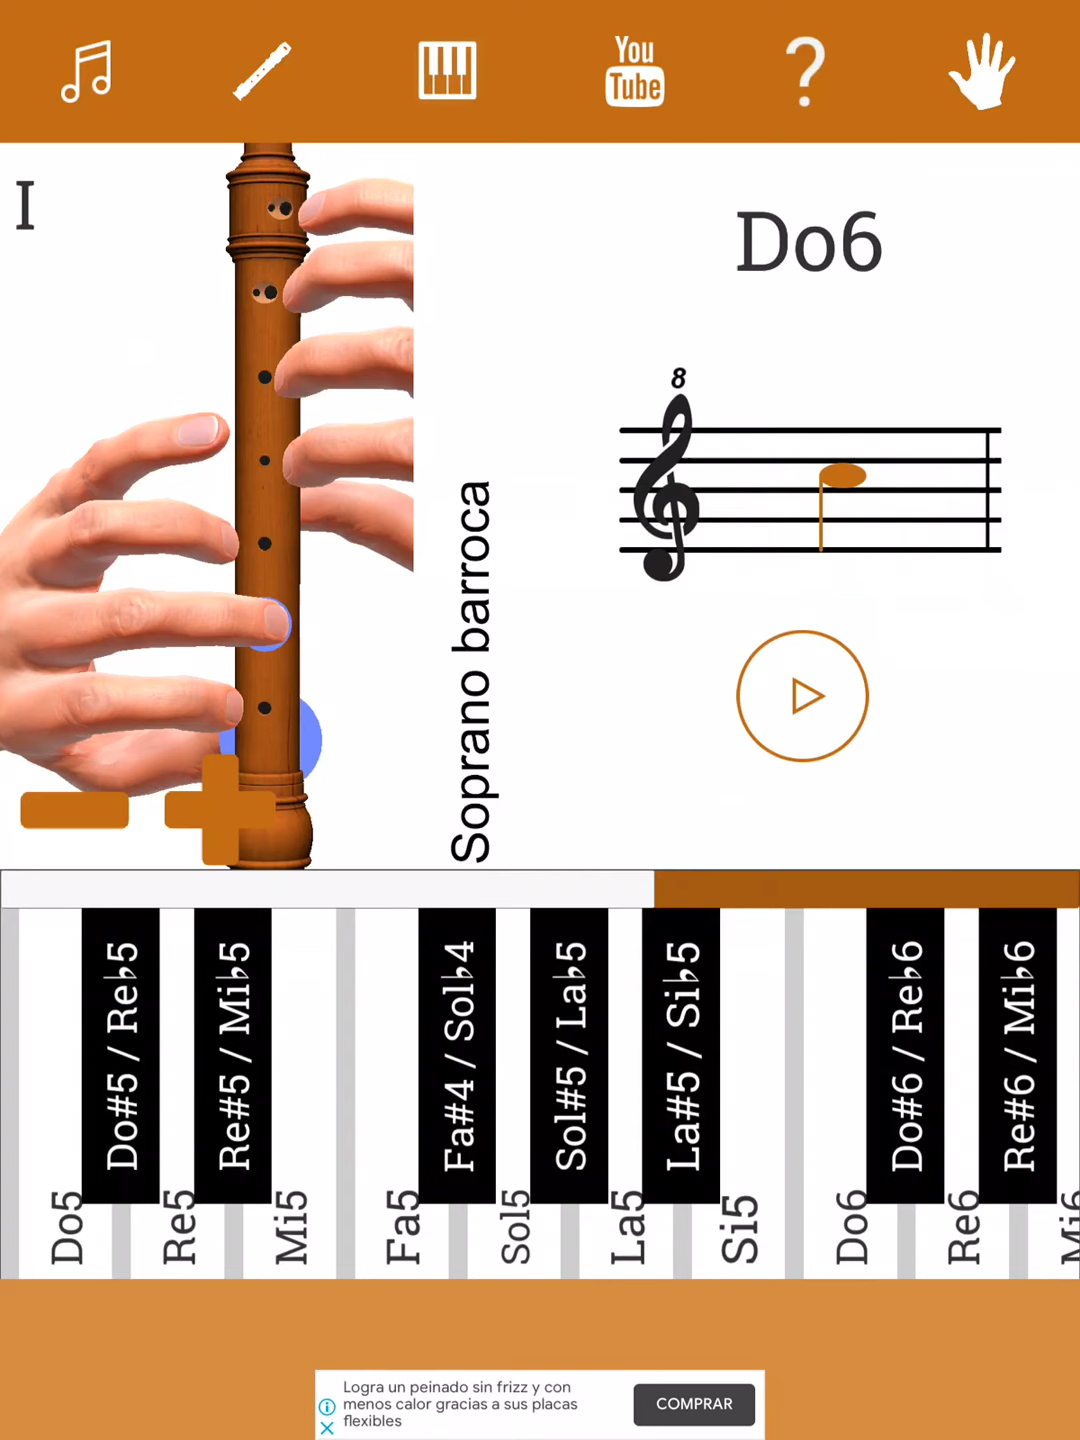 You
Tube
?
I
Do6
8
Soprano barroca
Do#5 / Re♭5
Re#5 / Mi♭5
Fa#4 / Sol♭4
Sol#5 / La♭5
La#5 / Si♭5
Do#6 / Re♭6
Re#6 / Mi♭6
Do5
Re5
Mi5
Fa5
Sol5
La5
Si5
Do6
Re6
Mi6
Logra un peinado sin frizz y con
menos calor gracias a sus placas
flexibles
COMPRAR